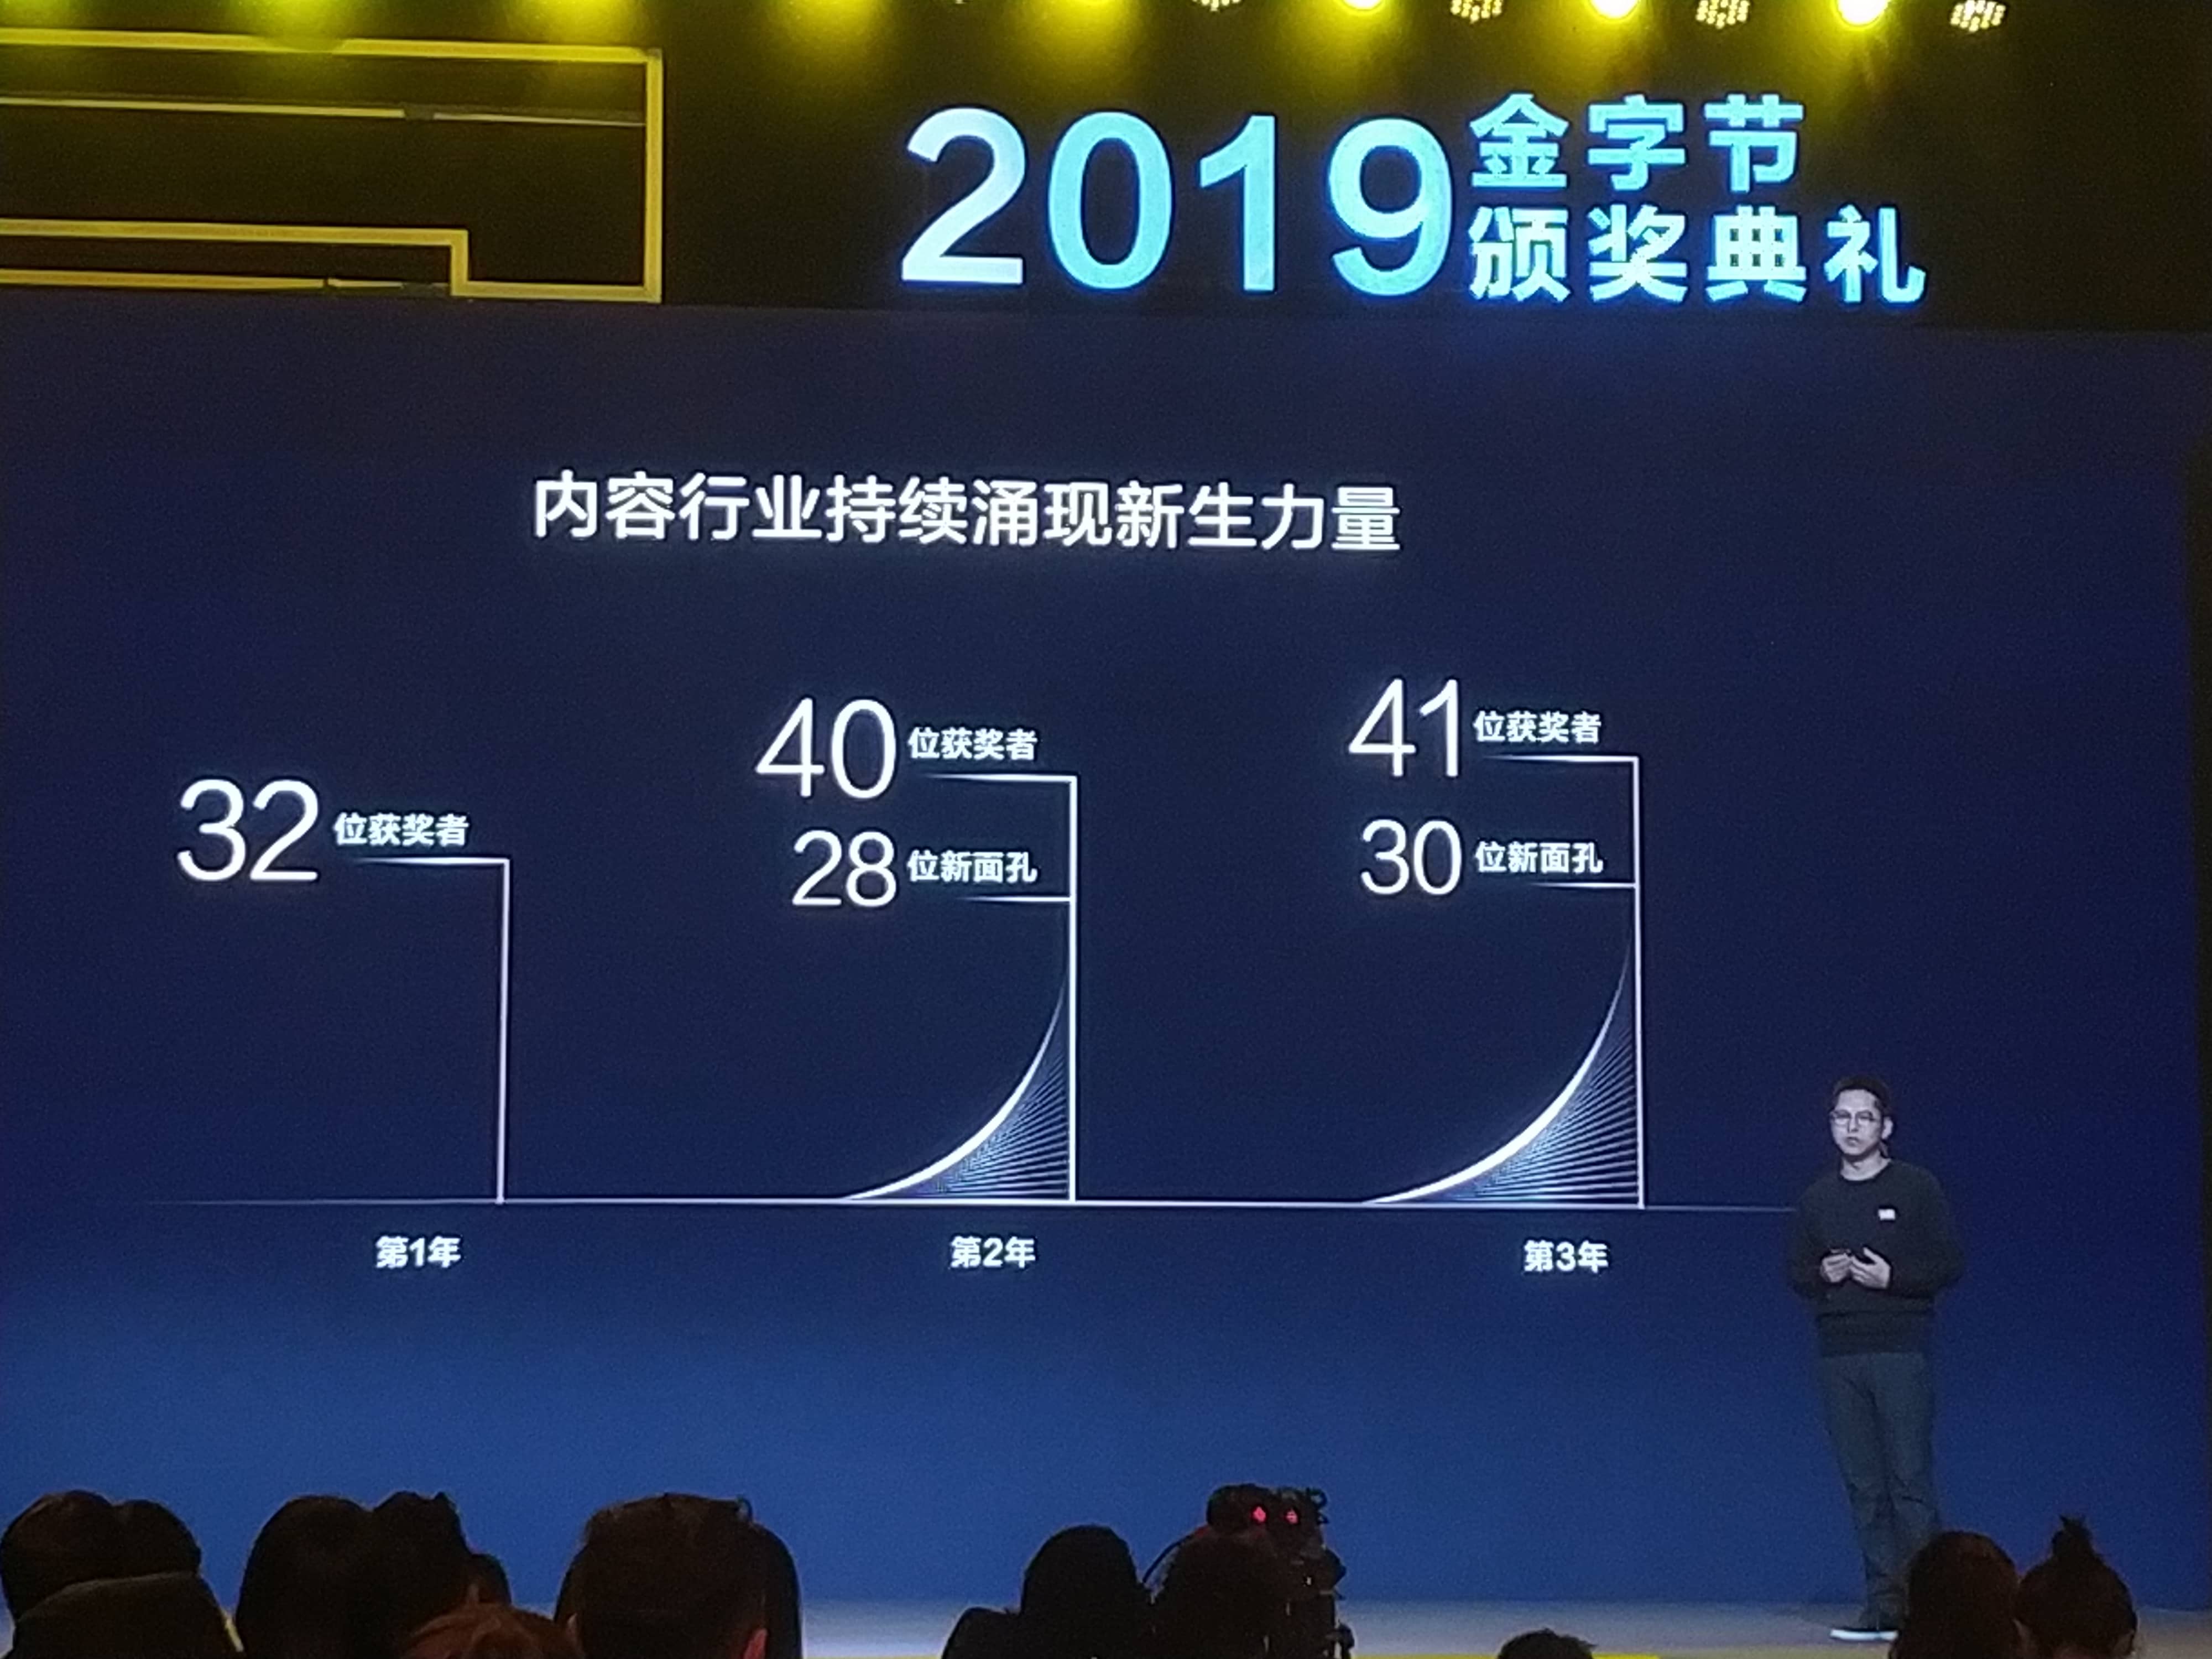 2019 金字节
颁奖典礼
内容行业持续涌现新生力量
32 位获奖者
40 位获奖者
28 位新面孔
41 位获奖者
30 位新面孔
第1年
第2年
第3年